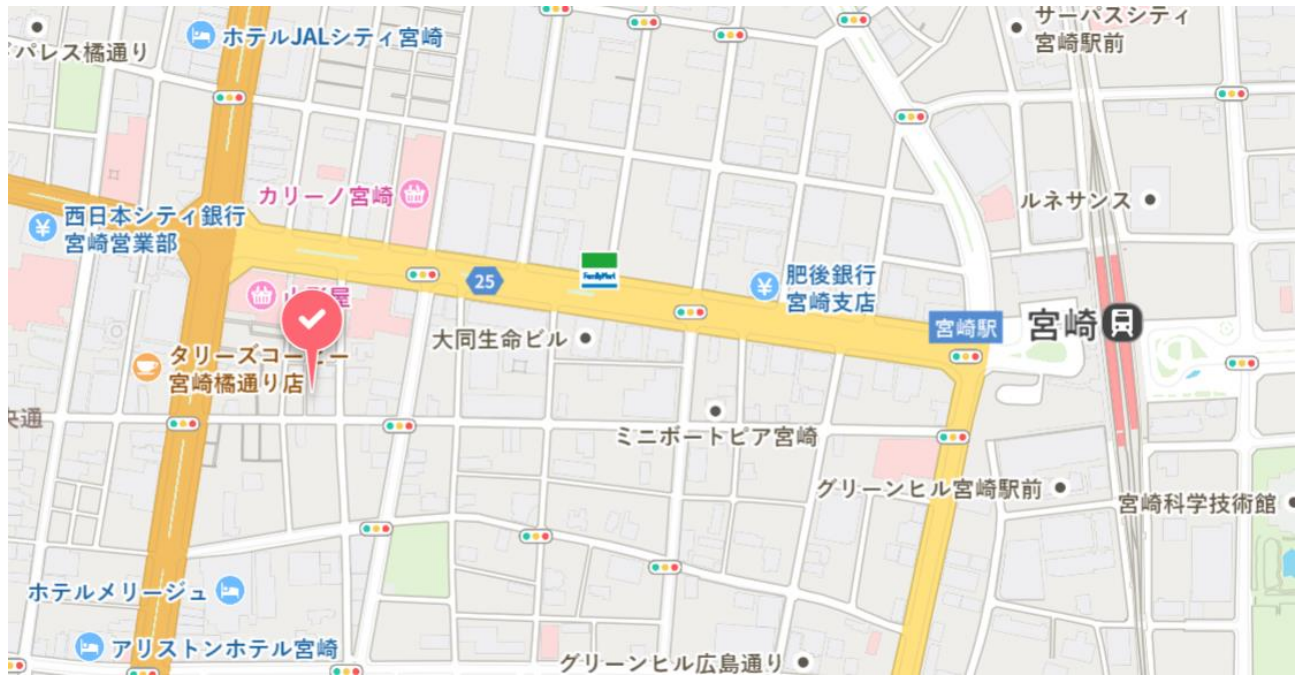 サーパスシティ
宮崎駅前
ホテルJALシティ宮崎
パレス橘通り
カリーノ宮崎
ルネサンス
西日本シティ銀行
宮崎営業部
25
FamilyMart
肥後銀行
宮崎支店
宮崎駅
宮崎
大同生命ビル
タリーズコーヒー
宮崎橘通り店
央通
ミニボートピア宮崎
グリーンヒル宮崎駅前
宮崎科学技術館
ホテルメリージュ
アリストンホテル宮崎
グリーンヒル広島通り